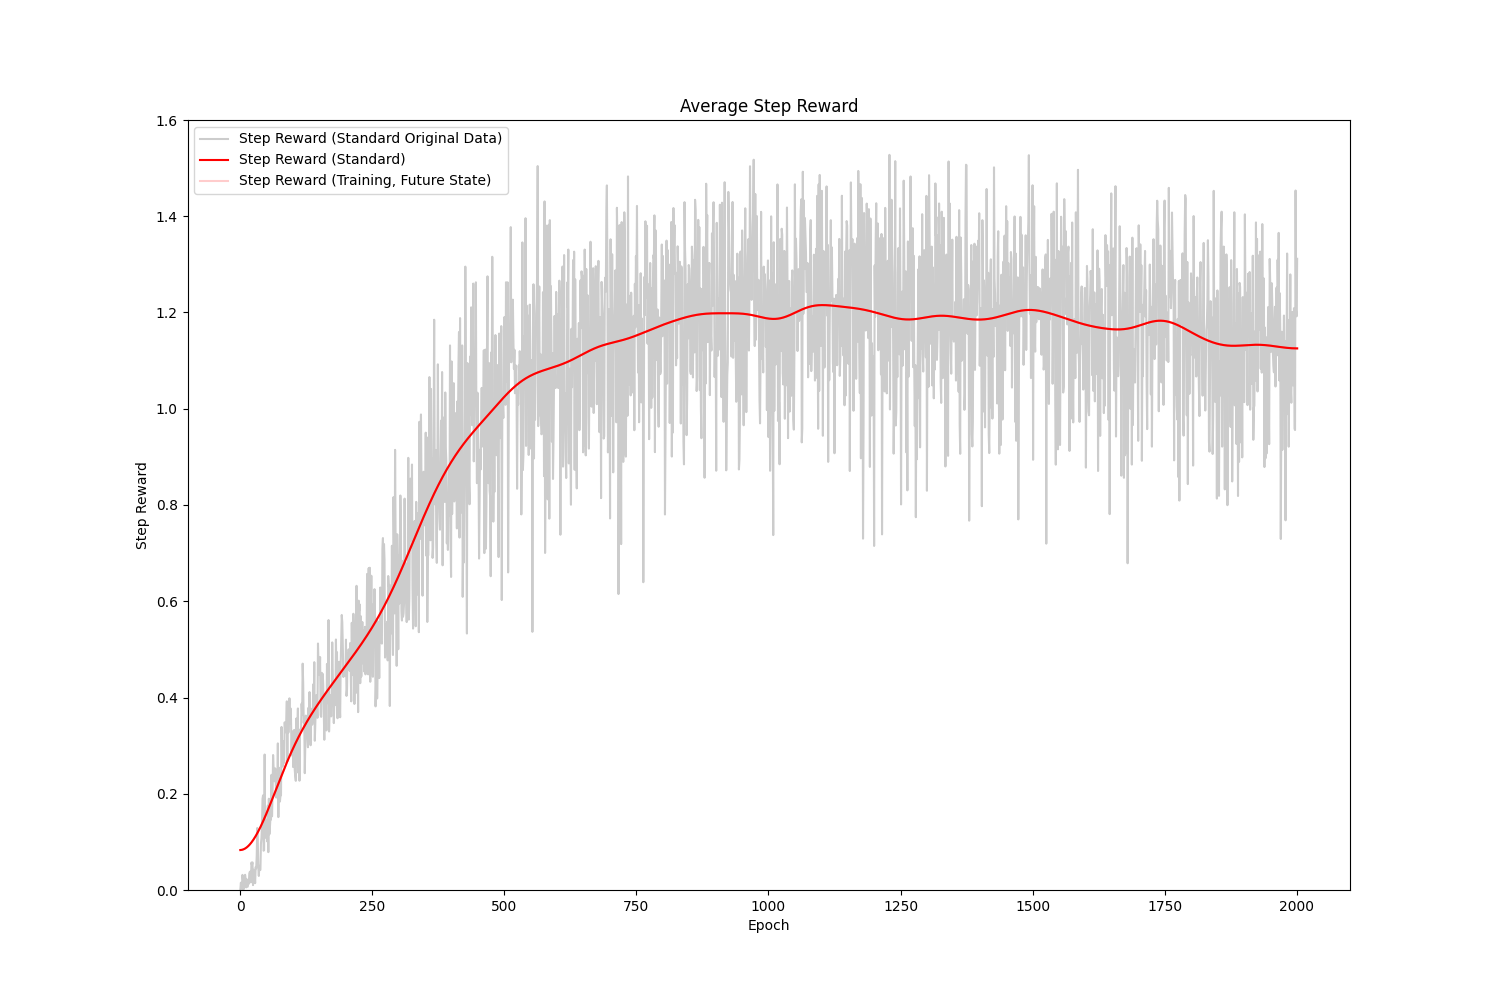 Average Step Reward
Step Reward (Standard Original Data)
Step Reward (Standard)
Step Reward (Training, Future State)
1.6
1.4
1.2
1.0
0.8
0.6
0.4
0.2
0.0
Step Reward
0 250 500 750 1000 1250 1500 1750 2000
Epoch